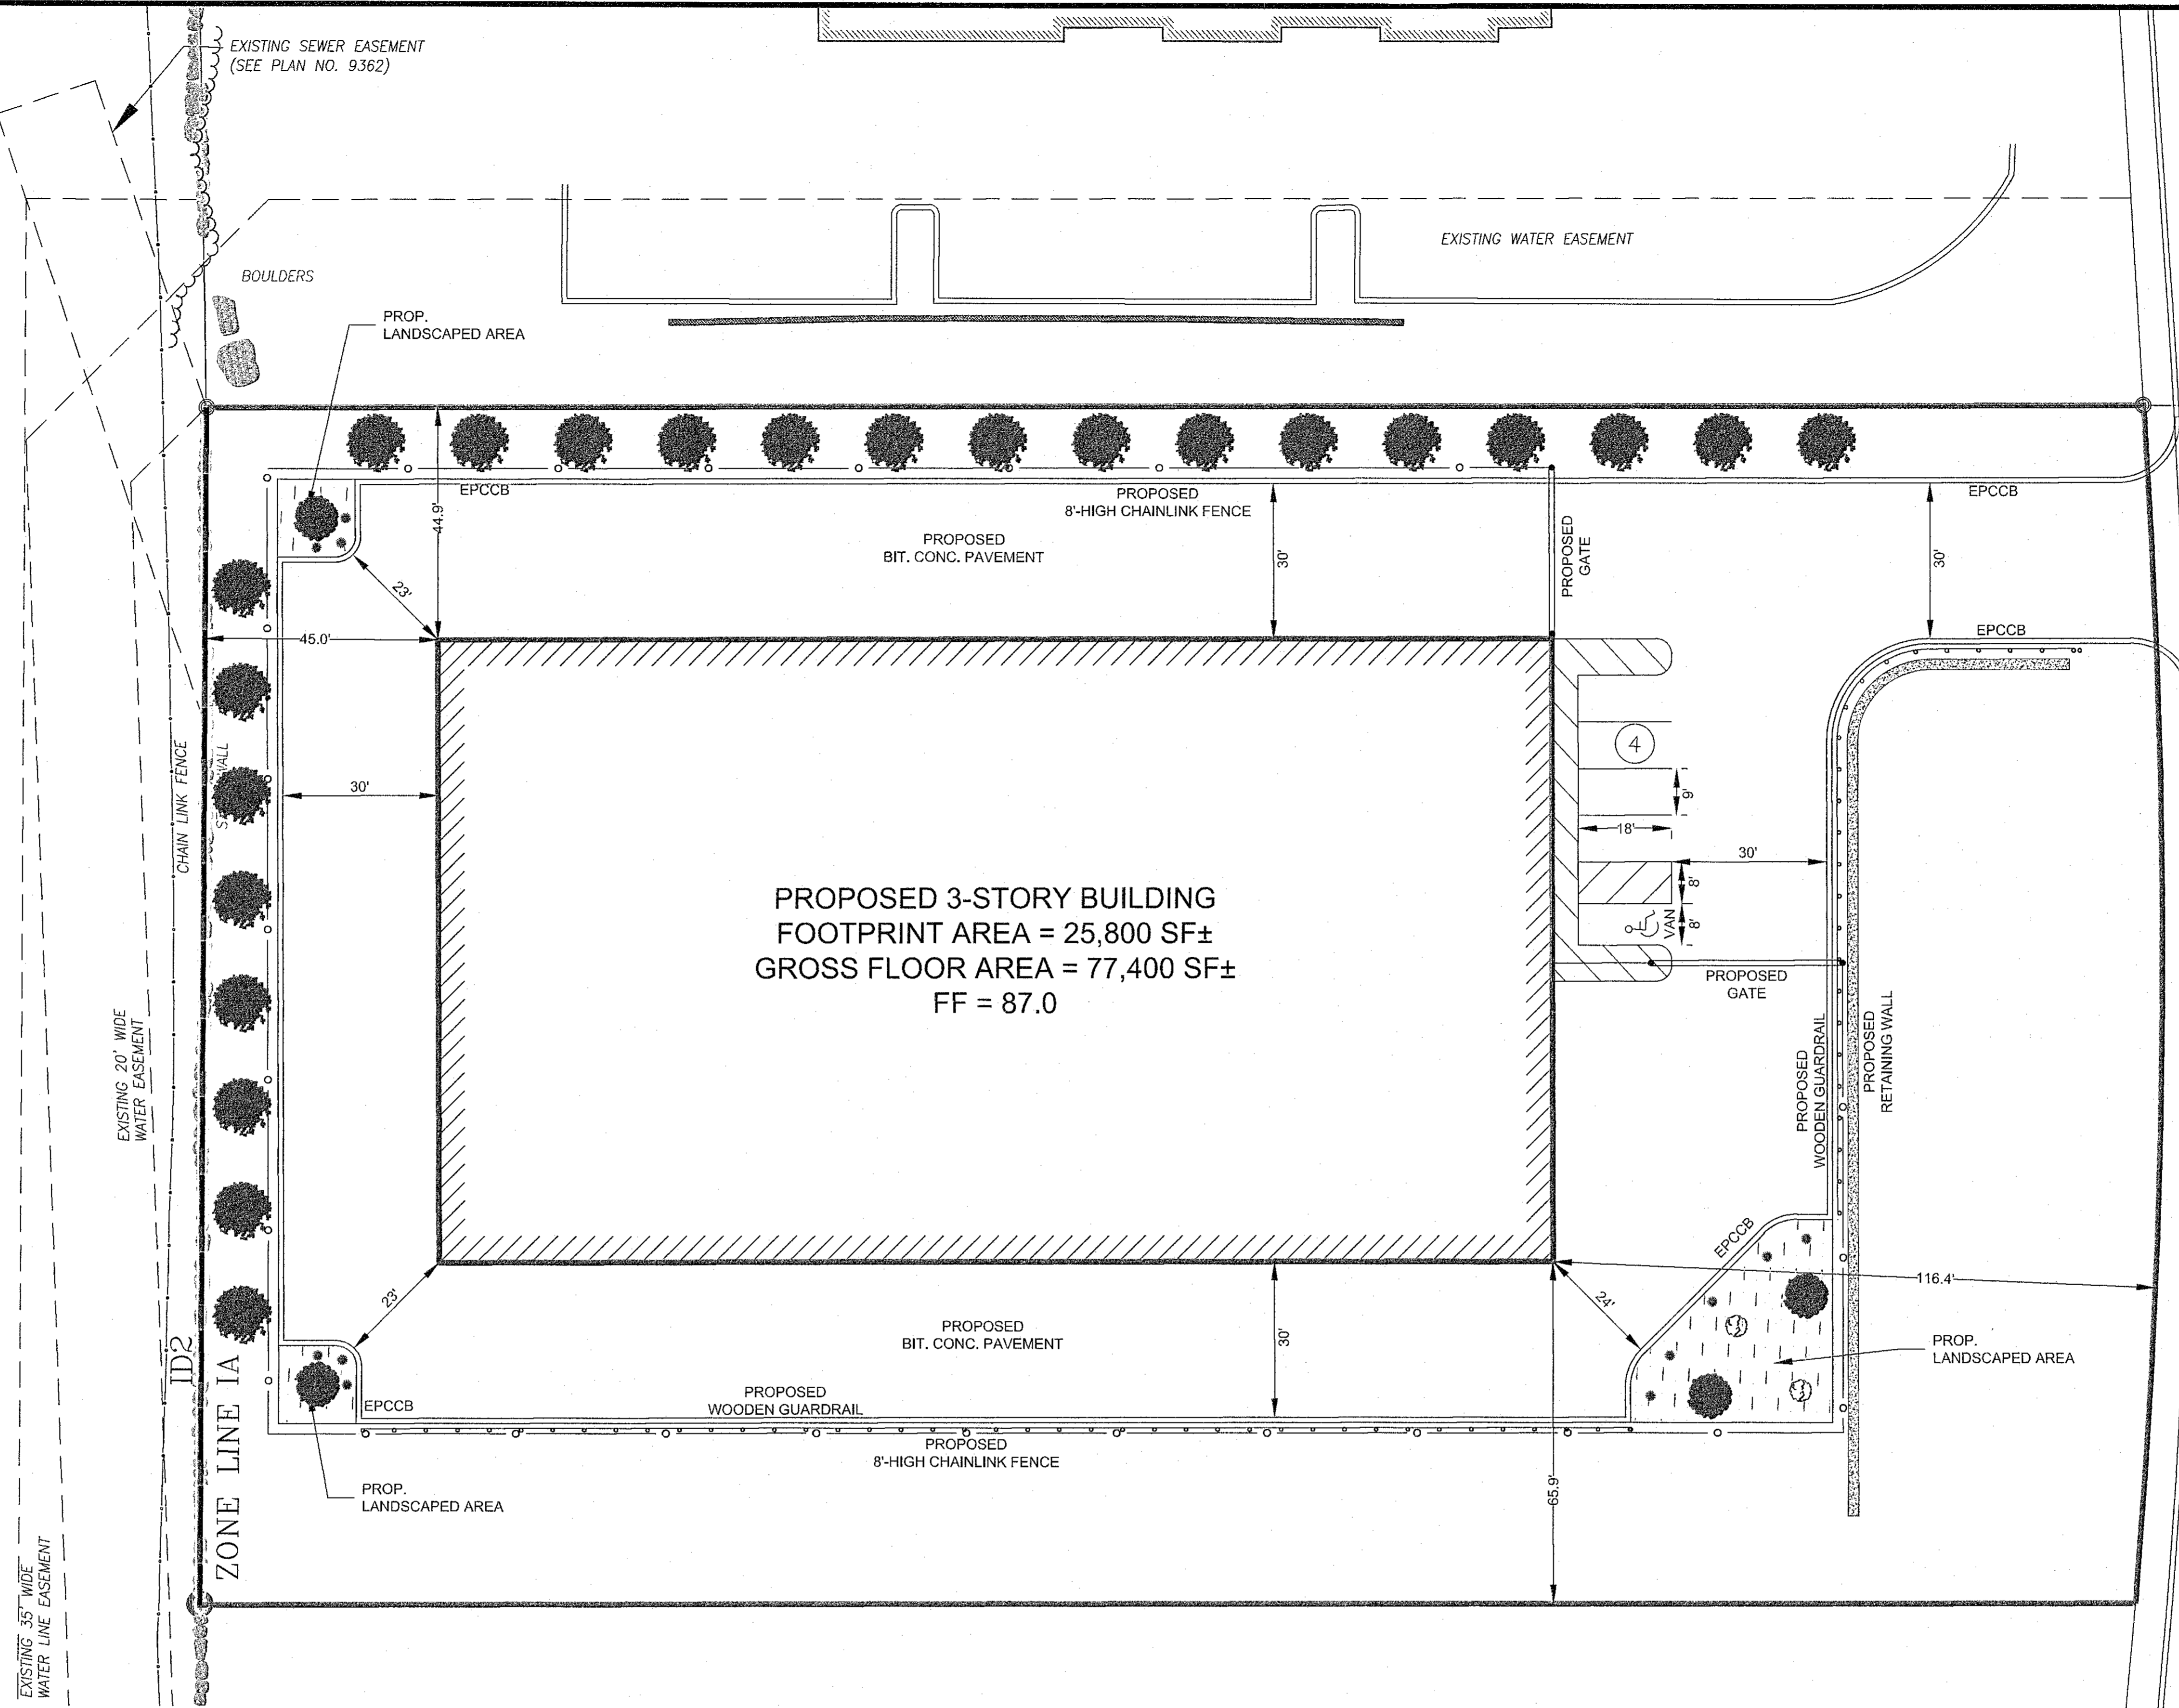 EXISTING SEWER EASEMENT
(SEE PLAN NO. 9362)
EXISTING WATER EASEMENT
BOULDERS
PROP.
LANDSCAPED AREA
EPCCB
44.9'
PROPOSED
8'-HIGH CHAINLINK FENCE
EPCCB
PROPOSED
BIT. CONC. PAVEMENT
30'
PROPOSED
GATE
30'
23'
45.0'
EPCCB
CHAIN LINK FENCE
30'
4
9'
18'
30'
8'
VAN
8'
PROPOSED 3-STORY BUILDING
FOOTPRINT AREA = 25,800 SF±
GROSS FLOOR AREA = 77,400 SF±
FF = 87.0
PROPOSED
GATE
EXISTING 20' WIDE
WATER EASEMENT
PROPOSED
WOODEN GUARDRAIL
PROPOSED
RETAINING WALL
EPCCB
116.4'
23'
24'
PROPOSED
BIT. CONC. PAVEMENT
30'
PROP.
LANDSCAPED AREA
ID2
ZONE LINE IA
EPCCB
PROPOSED
WOODEN GUARDRAIL
PROPOSED
8'-HIGH CHAINLINK FENCE
65.9'
PROP.
LANDSCAPED AREA
EXISTING 35' WIDE
WATER LINE EASEMENT